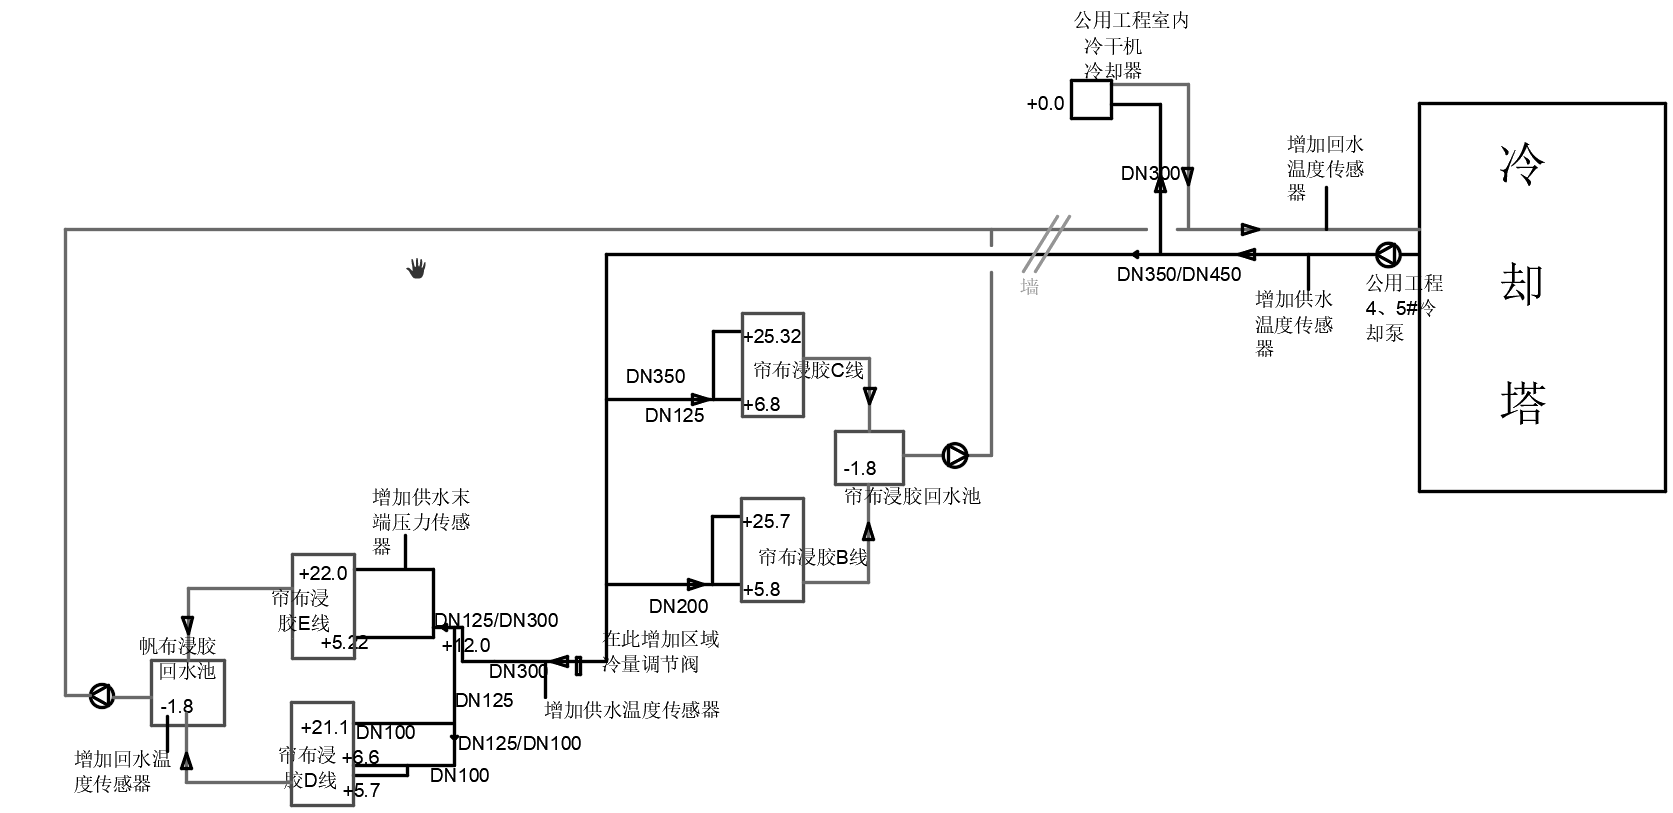 公用工程室内
冷干机
冷却器
+0.0
DN300
增加回水
温度传感
器
冷
却
塔
墙
DN350/DN450
增加供水
温度传感
器
公用工程
4、5#冷
却泵
+25.32
帘布浸胶C线
+6.8
DN350
DN125
-1.8
帘布浸胶回水池
+25.7
帘布浸胶B线
+5.8
DN200
增加供水末
端压力传感
器
+22.0
帘布浸
胶E线
+5.22
DN125/DN300
+12.0
在此增加区域
冷量调节阀
DN300
增加供水温度传感器
帆布浸胶
回水池
-1.8
增加回水温
度传感器
DN125
+21.1
DN100
帘布浸
胶D线
+6.6
+5.7
DN125/DN100
DN100